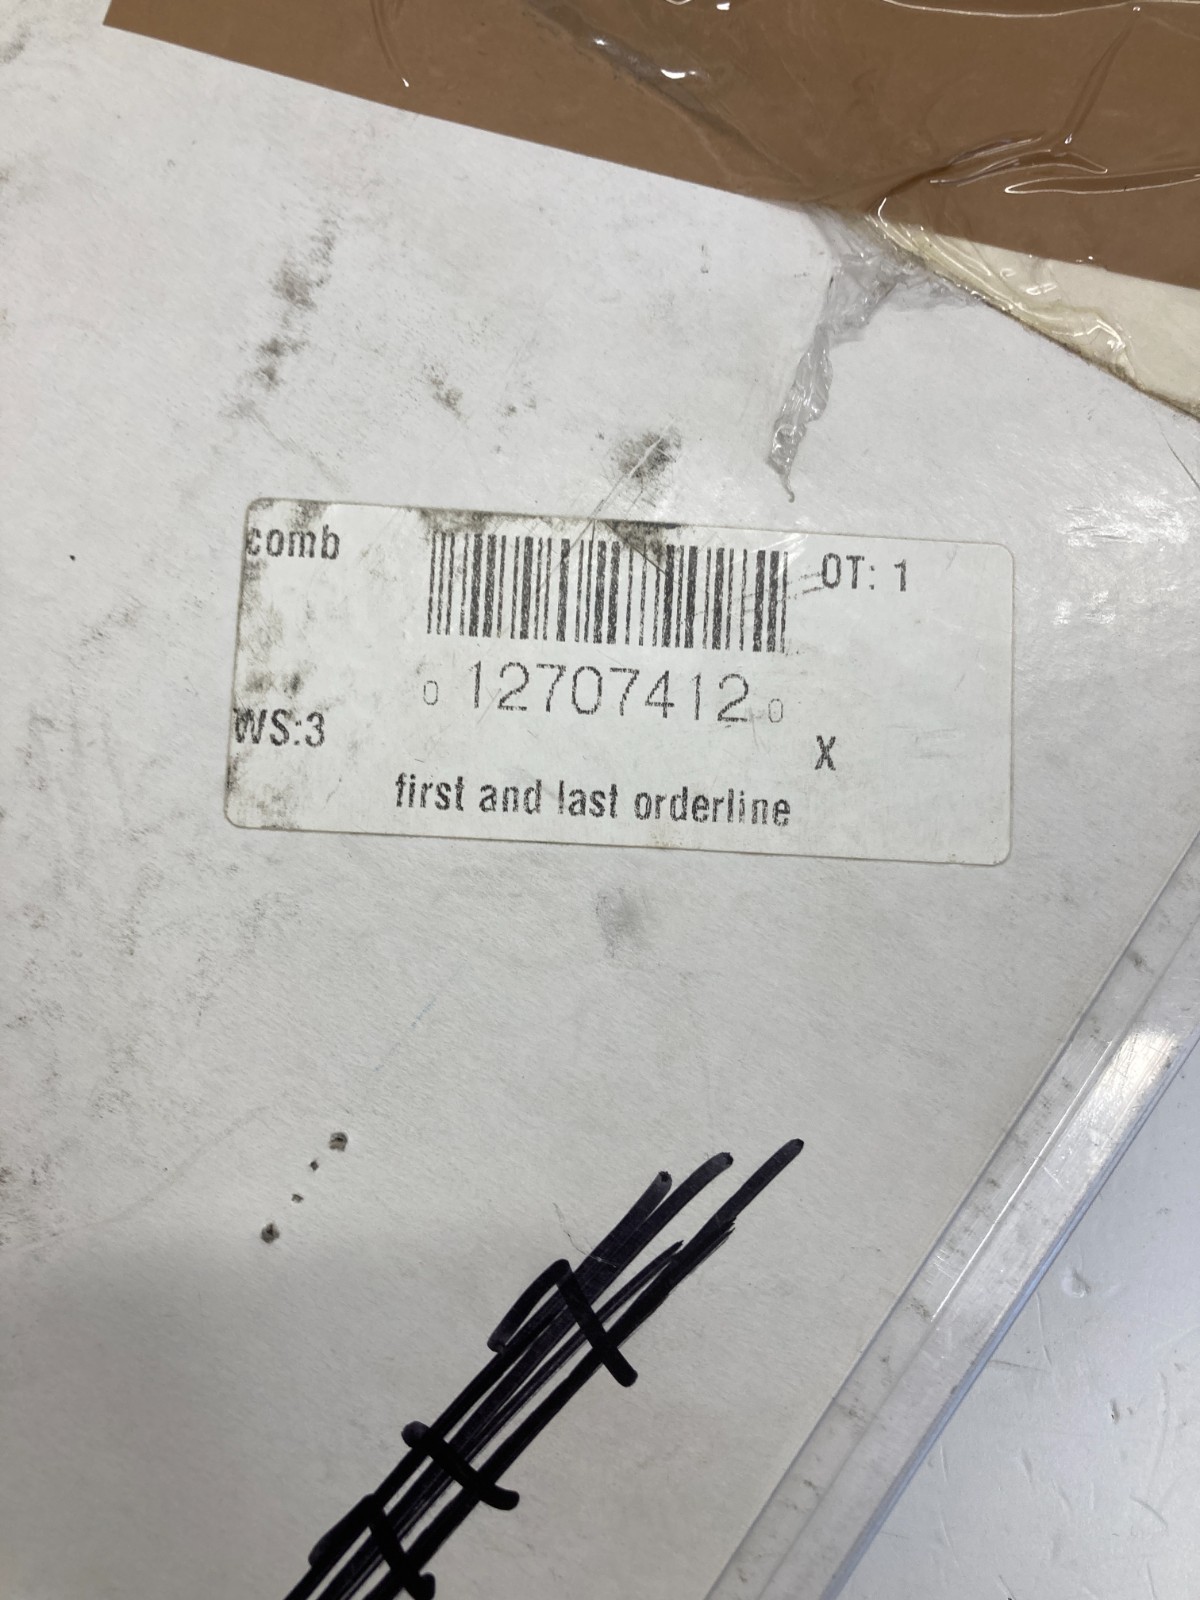 comb
OT: 1
0 12707412 0
WS:3
X
first and last orderline